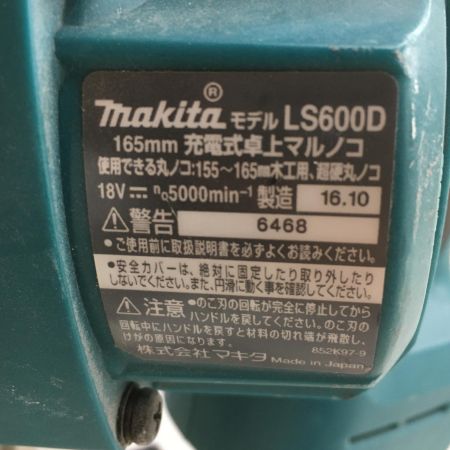 makita® モデル LS600D
165mm 充電式卓上マルノコ
使用できる丸ノコ:155~165mm木工用、超硬丸ノコ
18V⎓ n₀5000min⁻¹ 製造 16.10
⚠警告 6468
•ご使用前に取扱説明書を必ずよくお読みください。
•安全カバーは、絶対に固定したり取り外したり
しないでください。また、円滑に動く事を確認してください。
⚠注意 •のこ刃の回転が完全に停止してから
ハンドルを戻してください。のこ刃の
回転中にハンドルを戻すと材料の切れ端が飛散し、
けがの原因になります。 852K97-9
株式会社マキタ Made in Japan